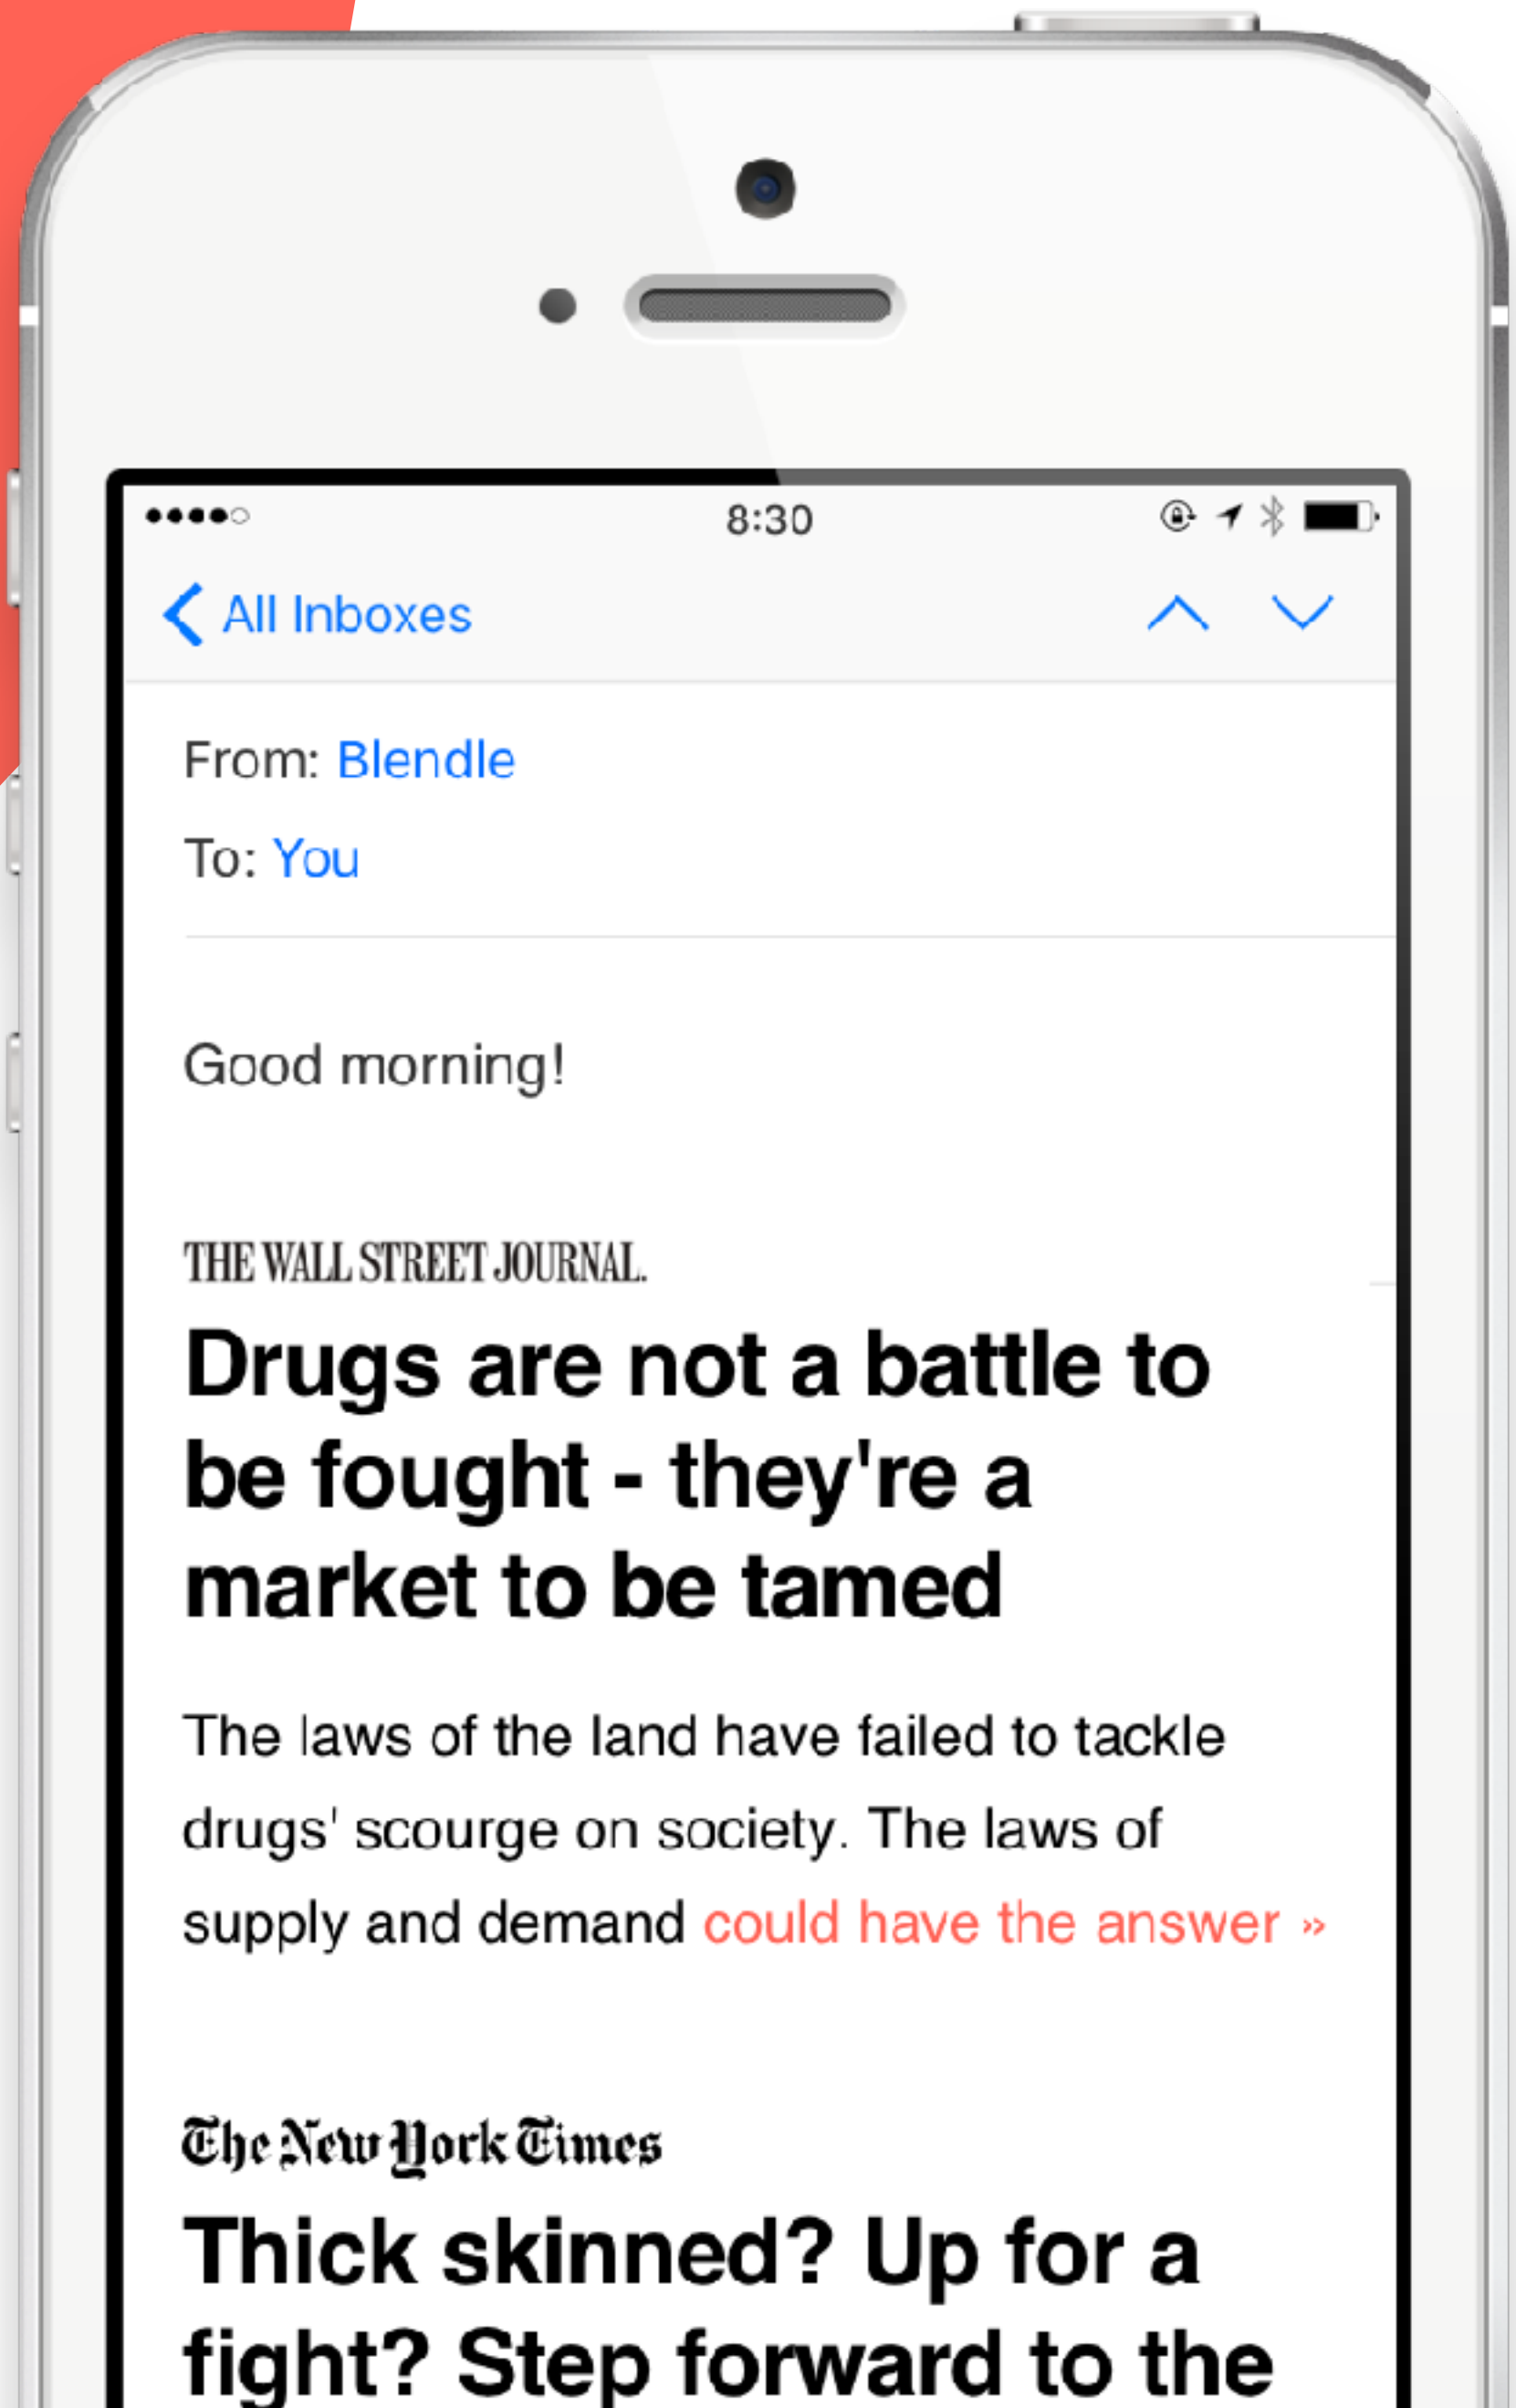 8:30
All Inboxes
From: Blendle
To: You
Good morning!
THE WALL STREET JOURNAL.
Drugs are not a battle to
be fought - they're a
market to be tamed
The laws of the land have failed to tackle
drugs' scourge on society. The laws of
supply and demand could have the answer »
The New York Times
Thick skinned? Up for a
fight? Step forward to the